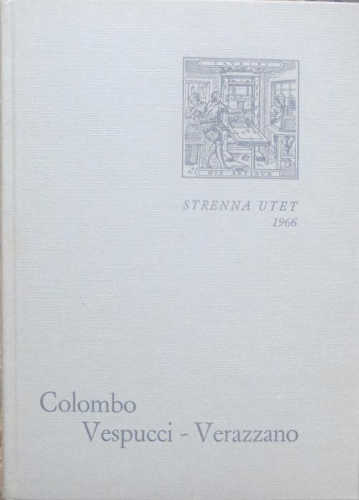 STRENNA UTET
1966
Colombo
Vespucci - Verazzano